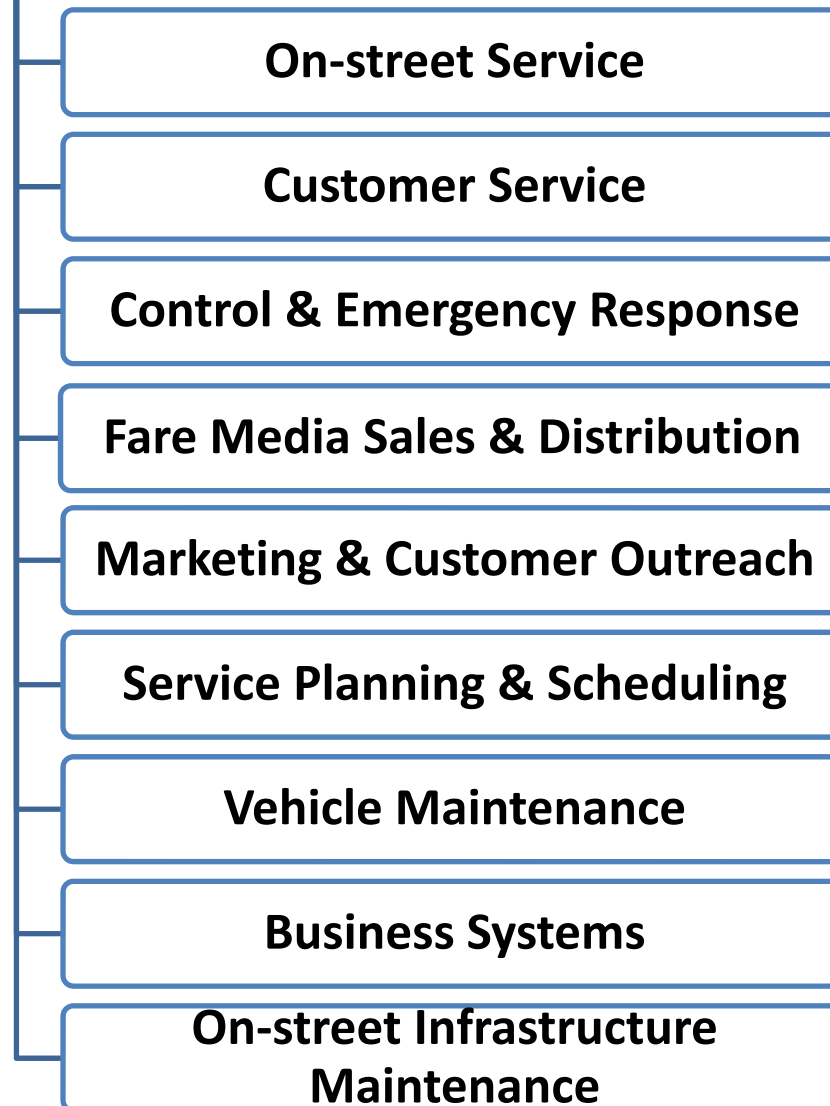 On-street Service
Customer Service
Control & Emergency Response
Fare Media Sales & Distribution
Marketing & Customer Outreach
Service Planning & Scheduling
Vehicle Maintenance
Business Systems
On-street Infrastructure
Maintenance